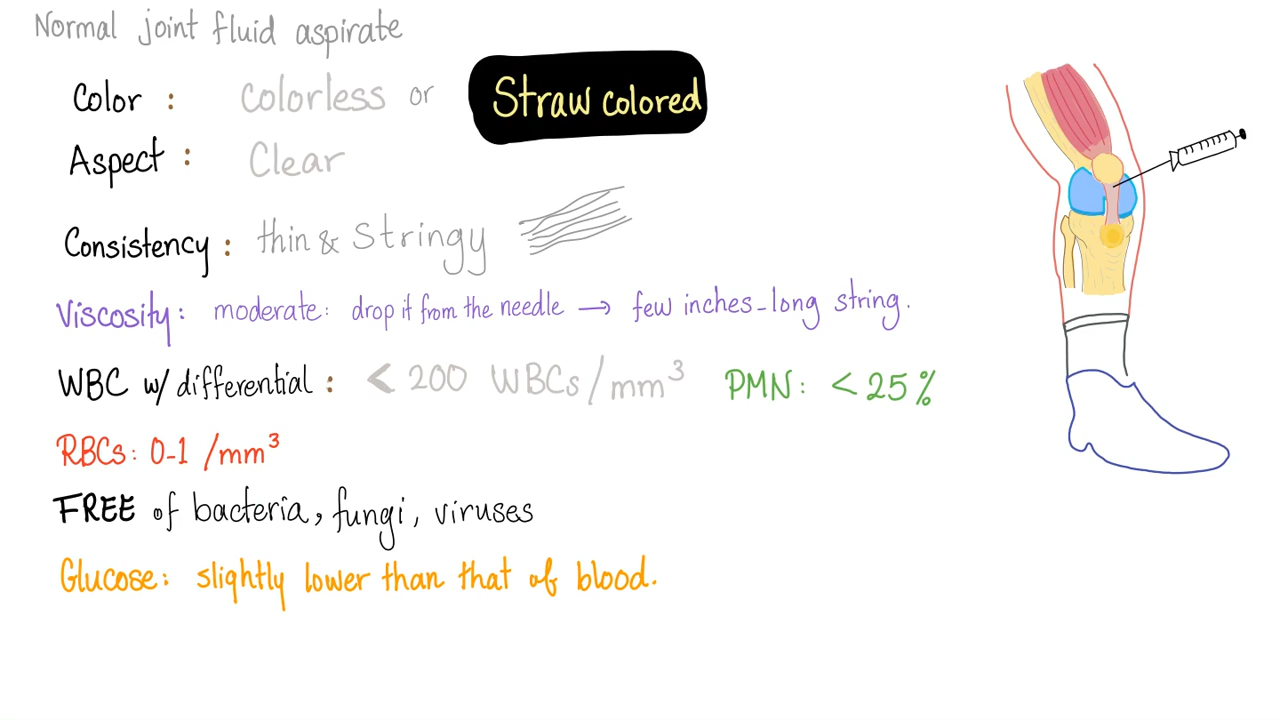 Normal joint fluid aspirate
Color : Colorless or Straw colored
Aspect : Clear
Consistency : thin & Stringy
Viscosity : moderate : drop it from the needle → few inches-long string.
WBC w/ differential : < 200 WBCs/mm³ PMN : < 25%
RBCs : 0-1 /mm³
FREE of bacteria, fungi, viruses
Glucose : slightly lower than that of blood.